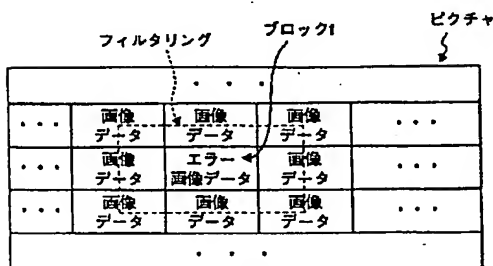 ピクチャ
フィルタリング ブロックf
・・・
・・・ 画像データ 画像データ 画像データ ・・・
・・・ 画像データ エラー画像データ 画像データ ・・・
・・・ 画像データ 画像データ 画像データ ・・・
・・・